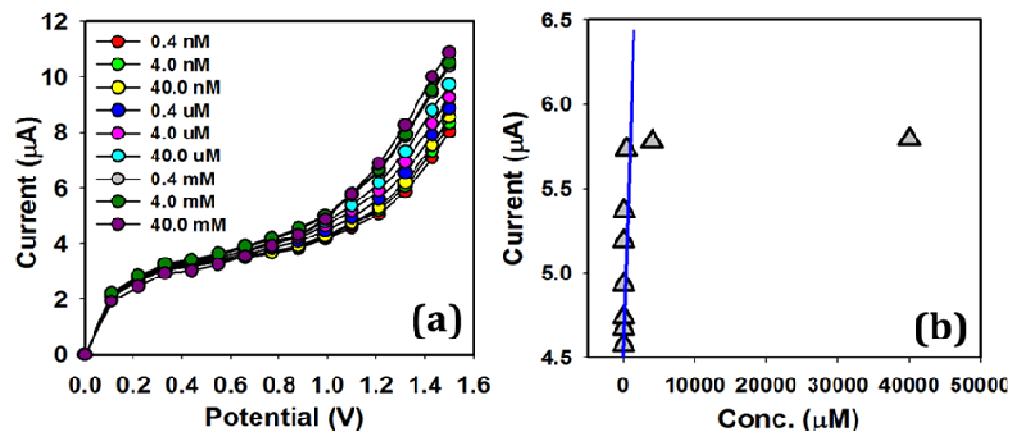 12
10
8
6
4
2
0
Current (μA)
0.4 nM
4.0 nM
40.0 nM
0.4 uM
4.0 uM
40.0 uM
0.4 mM
4.0 mM
40.0 mM
(a)
0.0 0.2 0.4 0.6 0.8 1.0 1.2 1.4 1.6
Potential (V)
6.5
6.0
5.5
5.0
4.5
Current (μA)
(b)
0 10000 20000 30000 40000 50000
Conc. (μM)